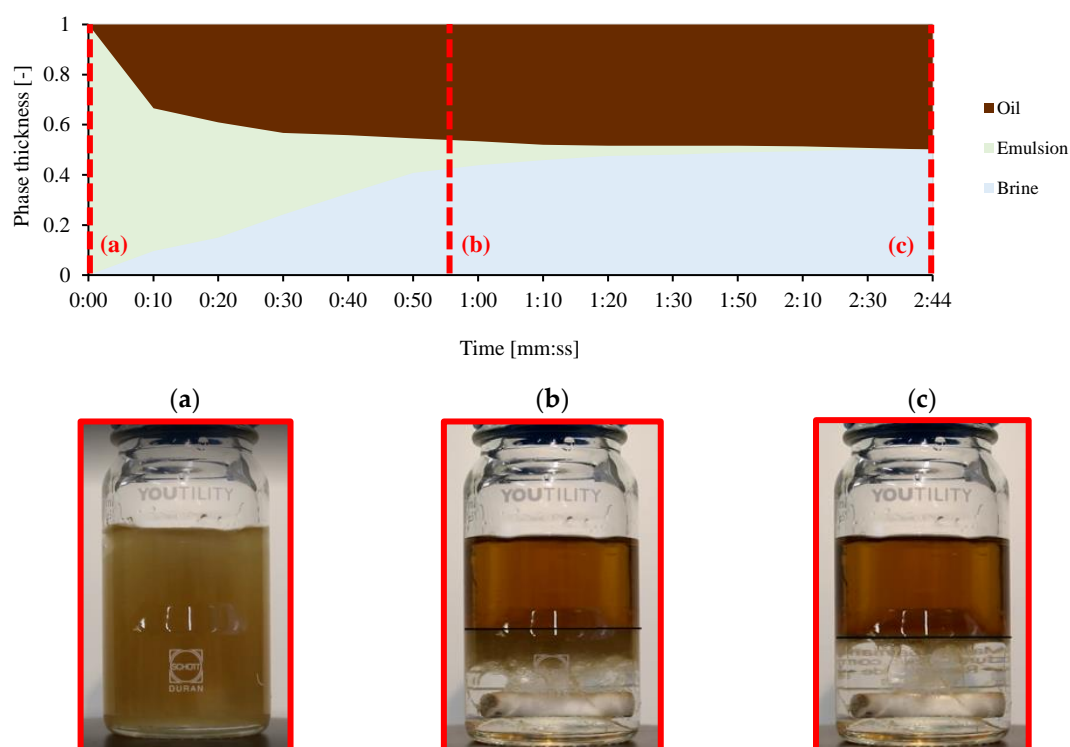 1
0.8
0.6
0.4
0.2
0
Phase thickness [-]
(a)
(b)
(c)
Oil
Emulsion
Brine
0:00 0:10 0:20 0:30 0:40 0:50 1:00 1:10 1:20 1:30 1:50 2:10 2:30 2:44
Time [mm:ss]
(a) (b) (c)
YOUTILITY
SCHOTT
DURAN
YOUTILITY
YOUTILITY